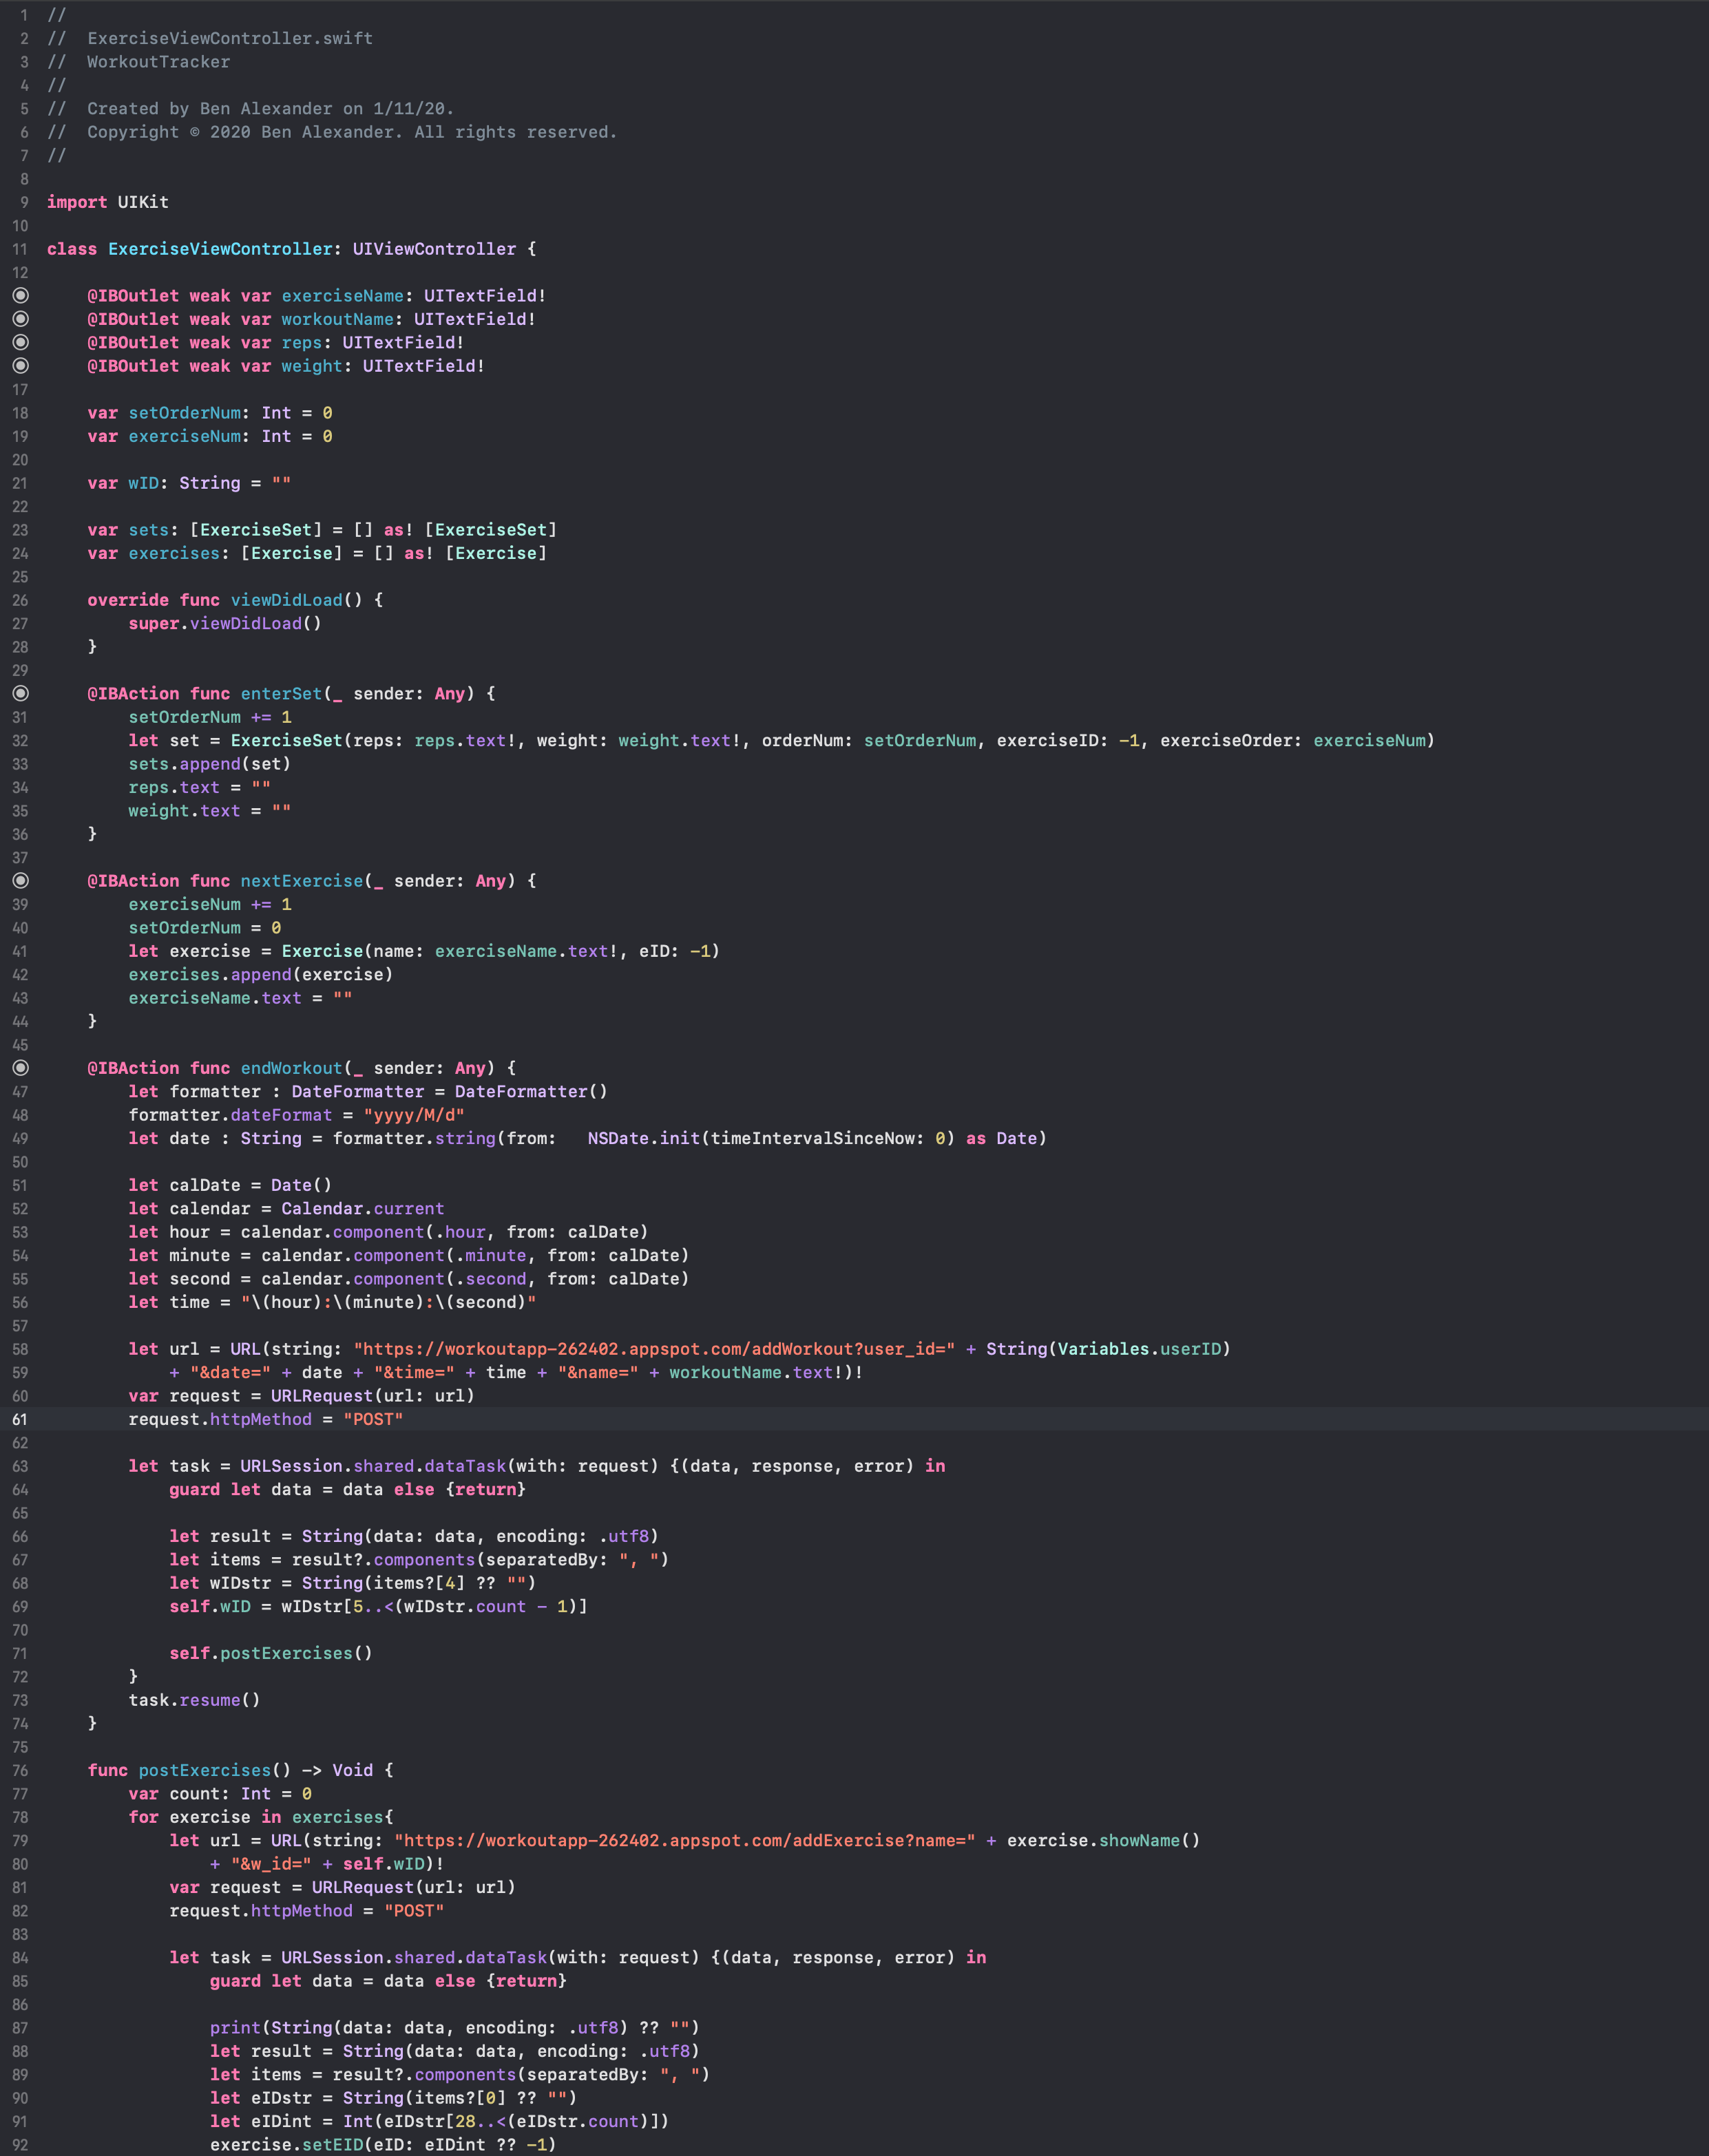 1 //
2 //  ExerciseViewController.swift
3 //  WorkoutTracker
4 //
5 //  Created by Ben Alexander on 1/11/20.
6 //  Copyright © 2020 Ben Alexander. All rights reserved.
7 //
8
9 import UIKit
10
11 class ExerciseViewController: UIViewController {
12
    @IBOutlet weak var exerciseName: UITextField!
    @IBOutlet weak var workoutName: UITextField!
    @IBOutlet weak var reps: UITextField!
    @IBOutlet weak var weight: UITextField!
17
18     var setOrderNum: Int = 0
19     var exerciseNum: Int = 0
20
21     var wID: String = ""
22
23     var sets: [ExerciseSet] = [] as! [ExerciseSet]
24     var exercises: [Exercise] = [] as! [Exercise]
25
26     override func viewDidLoad() {
27         super.viewDidLoad()
28     }
29
    @IBAction func enterSet(_ sender: Any) {
31         setOrderNum += 1
32         let set = ExerciseSet(reps: reps.text!, weight: weight.text!, orderNum: setOrderNum, exerciseID: -1, exerciseOrder: exerciseNum)
33         sets.append(set)
34         reps.text = ""
35         weight.text = ""
36     }
37
    @IBAction func nextExercise(_ sender: Any) {
39         exerciseNum += 1
40         setOrderNum = 0
41         let exercise = Exercise(name: exerciseName.text!, eID: -1)
42         exercises.append(exercise)
43         exerciseName.text = ""
44     }
45
    @IBAction func endWorkout(_ sender: Any) {
47         let formatter : DateFormatter = DateFormatter()
48         formatter.dateFormat = "yyyy/M/d"
49         let date : String = formatter.string(from:   NSDate.init(timeIntervalSinceNow: 0) as Date)
50
51         let calDate = Date()
52         let calendar = Calendar.current
53         let hour = calendar.component(.hour, from: calDate)
54         let minute = calendar.component(.minute, from: calDate)
55         let second = calendar.component(.second, from: calDate)
56         let time = "\(hour):\(minute):\(second)"
57
58         let url = URL(string: "https://workoutapp-262402.appspot.com/addWorkout?user_id=" + String(Variables.userID)
59             + "&date=" + date + "&time=" + time + "&name=" + workoutName.text!)!
60         var request = URLRequest(url: url)
61         request.httpMethod = "POST"
62
63         let task = URLSession.shared.dataTask(with: request) {(data, response, error) in
64             guard let data = data else {return}
65
66             let result = String(data: data, encoding: .utf8)
67             let items = result?.components(separatedBy: ", ")
68             let wIDstr = String(items?[4] ?? "")
69             self.wID = wIDstr[5..<(wIDstr.count - 1)]
70
71             self.postExercises()
72         }
73         task.resume()
74     }
75
76     func postExercises() -> Void {
77         var count: Int = 0
78         for exercise in exercises{
79             let url = URL(string: "https://workoutapp-262402.appspot.com/addExercise?name=" + exercise.showName()
80                 + "&w_id=" + self.wID)!
81             var request = URLRequest(url: url)
82             request.httpMethod = "POST"
83
84             let task = URLSession.shared.dataTask(with: request) {(data, response, error) in
85                 guard let data = data else {return}
86
87                 print(String(data: data, encoding: .utf8) ?? "")
88                 let result = String(data: data, encoding: .utf8)
89                 let items = result?.components(separatedBy: ", ")
90                 let eIDstr = String(items?[0] ?? "")
91                 let eIDint = Int(eIDstr[28..<(eIDstr.count)])
92                 exercise.setEID(eID: eIDint ?? -1)